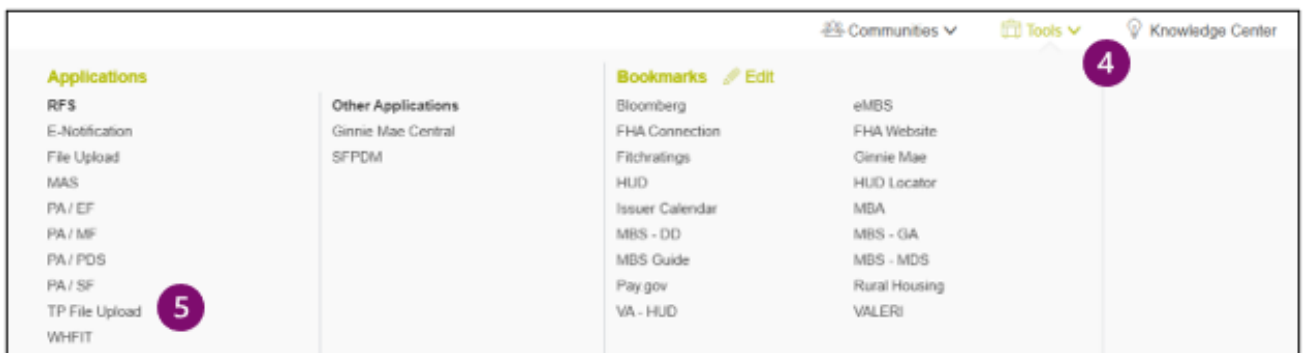 Communities Tools Knowledge Center
4
Applications
RFS
E-Notification
File Upload
MAS
PA / EF
PA / MF
PA / PDS
PA / SF
TP File Upload
5
WHFIT
Other Applications
Ginnie Mae Central
SFPDM
Bookmarks Edit
Bloomberg
FHA Connection
Fitchratings
HUD
Issuer Calendar
MBS - DD
MBS Guide
Pay.gov
VA - HUD
eMBS
FHA Website
Ginnie Mae
HUD Locator
MBA
MBS - GA
MBS - MDS
Rural Housing
VALERI